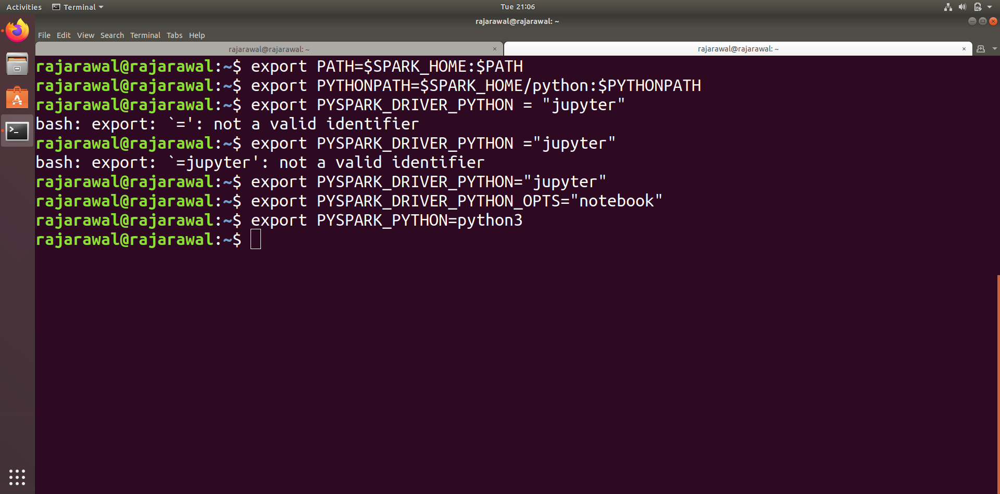 Activities Terminal Tue 21:06
rajarawal@rajarawal: ~
File Edit View Search Terminal Tabs Help
rajarawal@rajarawal: ~ × rajarawal@rajarawal: ~ ×
rajarawal@rajarawal:~$ export PATH=$SPARK_HOME:$PATH
rajarawal@rajarawal:~$ export PYTHONPATH=$SPARK_HOME/python:$PYTHONPATH
rajarawal@rajarawal:~$ export PYSPARK_DRIVER_PYTHON = "jupyter"
bash: export: `=': not a valid identifier
rajarawal@rajarawal:~$ export PYSPARK_DRIVER_PYTHON ="jupyter"
bash: export: `=jupyter': not a valid identifier
rajarawal@rajarawal:~$ export PYSPARK_DRIVER_PYTHON="jupyter"
rajarawal@rajarawal:~$ export PYSPARK_DRIVER_PYTHON_OPTS="notebook"
rajarawal@rajarawal:~$ export PYSPARK_PYTHON=python3
rajarawal@rajarawal:~$